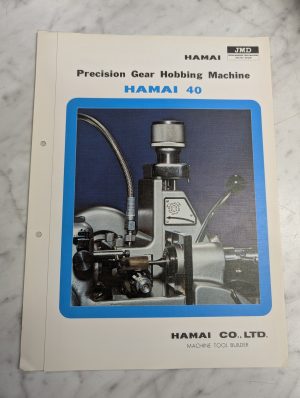 HAMAI
JMD
Precision Gear Hobbing Machine
HAMAI 40
HAMAI CO., LTD.
MACHINE TOOL BUILDER